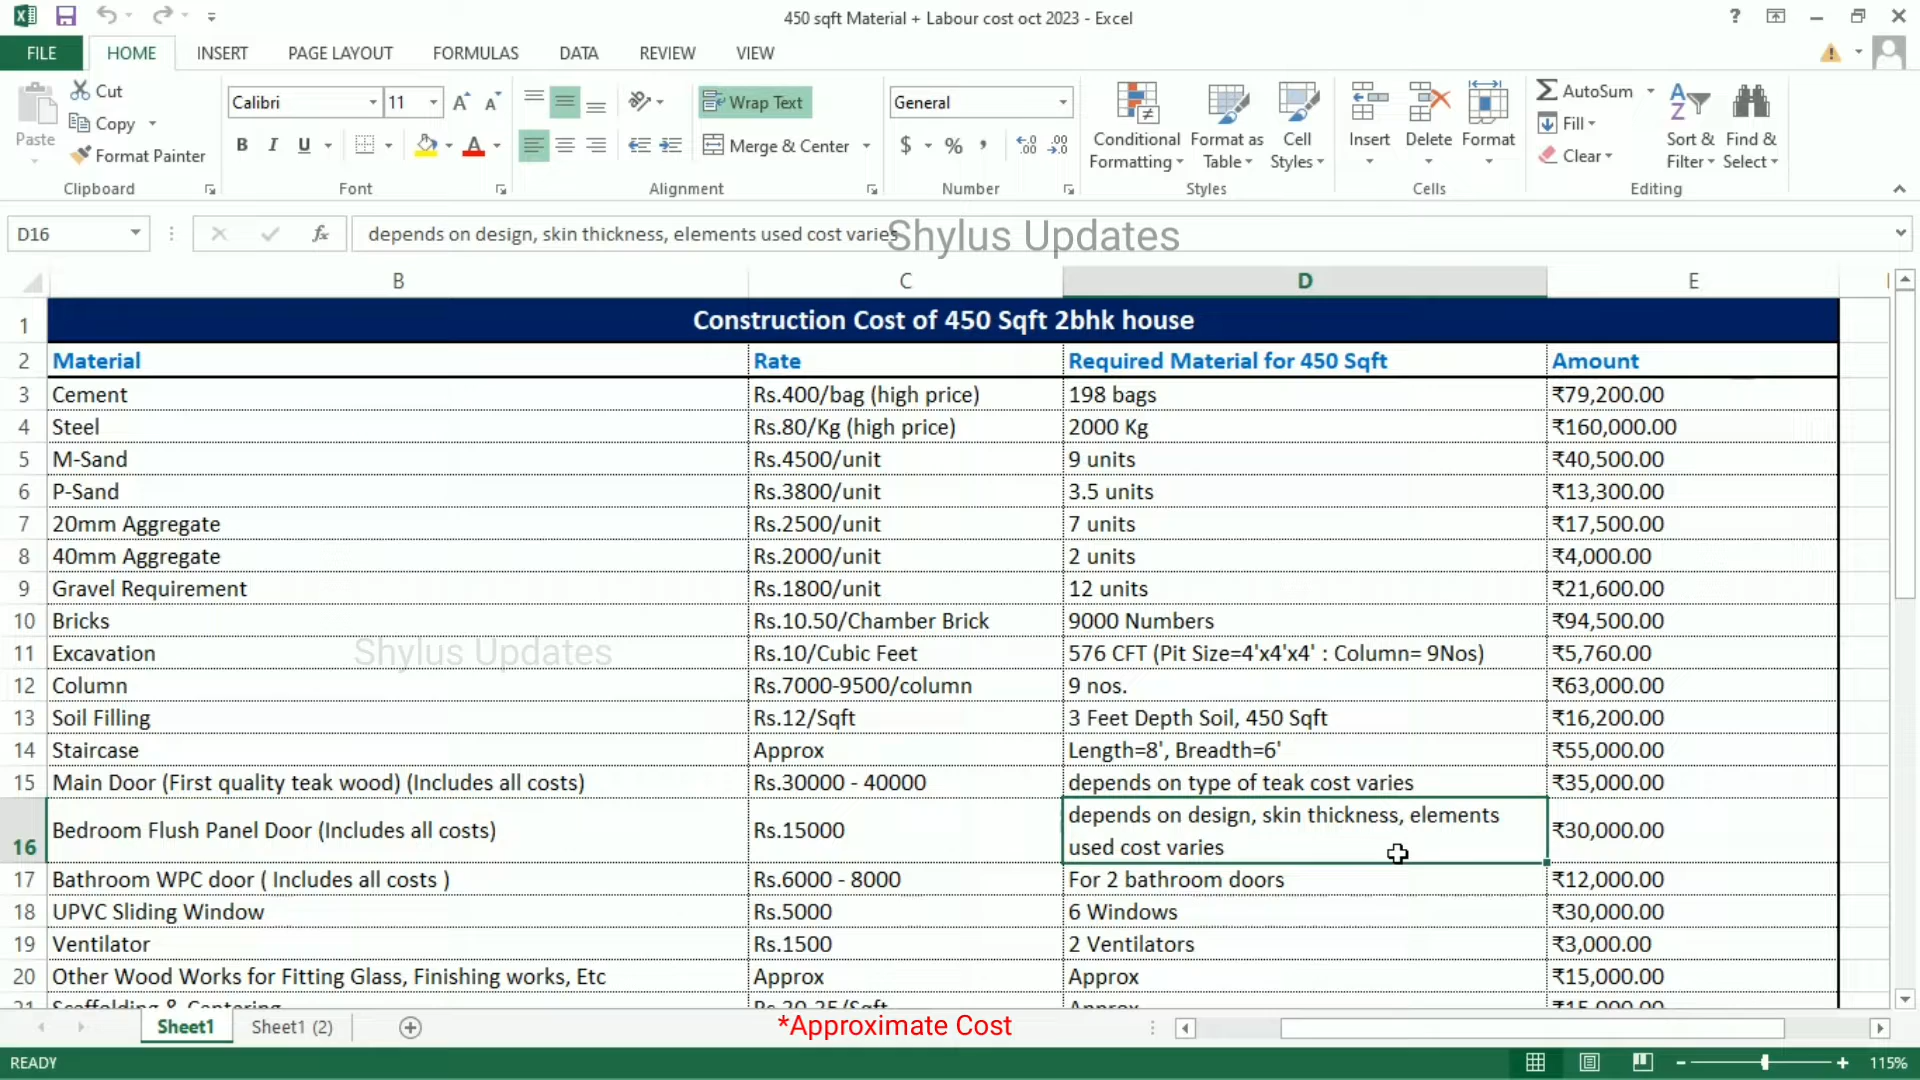 450 sqft Material + Labour cost oct 2023 - Excel
FILE HOME INSERT PAGE LAYOUT FORMULAS DATA REVIEW VIEW
Cut
Copy
Format Painter
Paste
Clipboard
Calibri 11
B I U
Font
Wrap Text
Merge & Center
Alignment
General
$ % ,
Number
Conditional Formatting
Format as Table
Cell Styles
Styles
Insert Delete Format
Cells
AutoSum
Fill
Clear
Sort & Filter
Find & Select
Editing
D16 fx depends on design, skin thickness, elements used cost varies
Shylus Updates
B C D E
1 Construction Cost of 450 Sqft 2bhk house
2 Material Rate Required Material for 450 Sqft Amount
3 Cement Rs.400/bag (high price) 198 bags ₹79,200.00
4 Steel Rs.80/Kg (high price) 2000 Kg ₹160,000.00
5 M-Sand Rs.4500/unit 9 units ₹40,500.00
6 P-Sand Rs.3800/unit 3.5 units ₹13,300.00
7 20mm Aggregate Rs.2500/unit 7 units ₹17,500.00
8 40mm Aggregate Rs.2000/unit 2 units ₹4,000.00
9 Gravel Requirement Rs.1800/unit 12 units ₹21,600.00
10 Bricks Rs.10.50/Chamber Brick 9000 Numbers ₹94,500.00
11 Excavation Rs.10/Cubic Feet 576 CFT (Pit Size=4'x4'x4' : Column= 9Nos) ₹5,760.00
Shylus Updates
12 Column Rs.7000-9500/column 9 nos. ₹63,000.00
13 Soil Filling Rs.12/Sqft 3 Feet Depth Soil, 450 Sqft ₹16,200.00
14 Staircase Approx Length=8', Breadth=6' ₹55,000.00
15 Main Door (First quality teak wood) (Includes all costs) Rs.30000 - 40000 depends on type of teak cost varies ₹35,000.00
16 Bedroom Flush Panel Door (Includes all costs) Rs.15000 depends on design, skin thickness, elements
used cost varies ₹30,000.00
17 Bathroom WPC door ( Includes all costs ) Rs.6000 - 8000 For 2 bathroom doors ₹12,000.00
18 UPVC Sliding Window Rs.5000 6 Windows ₹30,000.00
19 Ventilator Rs.1500 2 Ventilators ₹3,000.00
20 Other Wood Works for Fitting Glass, Finishing works, Etc Approx Approx ₹15,000.00
Sheet1 Sheet1 (2)
*Approximate Cost
READY 115%